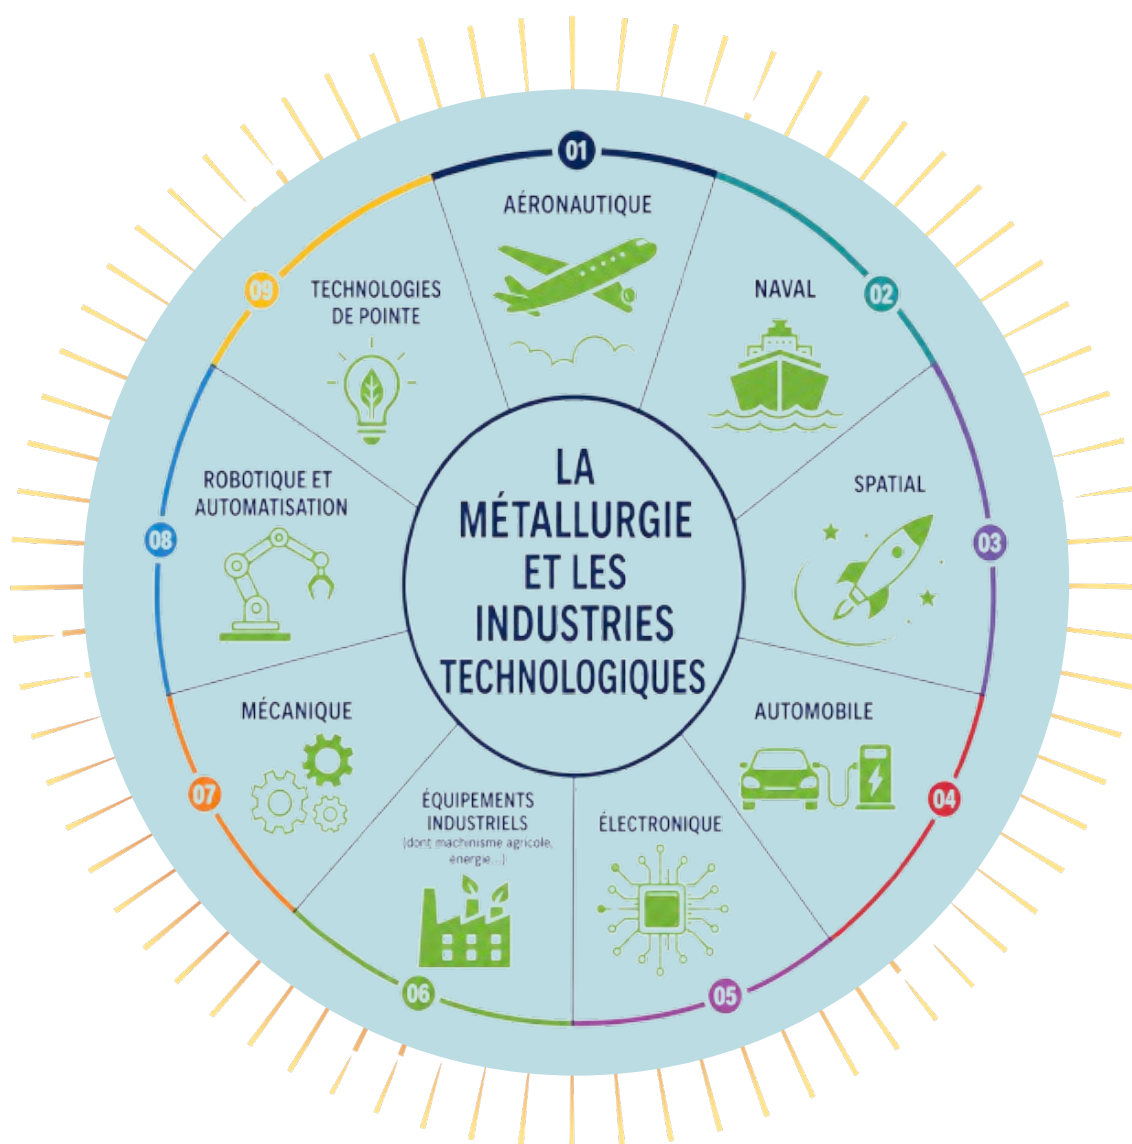 LA
MÉTALLURGIE
ET LES
INDUSTRIES
TECHNOLOGIQUES
01
AÉRONAUTIQUE
02
NAVAL
03
SPATIAL
04
AUTOMOBILE
05
ÉLECTRONIQUE
06
ÉQUIPEMENTS
INDUSTRIELS
(dont machinisme agricole,
énergie...)
07
MÉCANIQUE
08
ROBOTIQUE ET
AUTOMATISATION
09
TECHNOLOGIES
DE POINTE